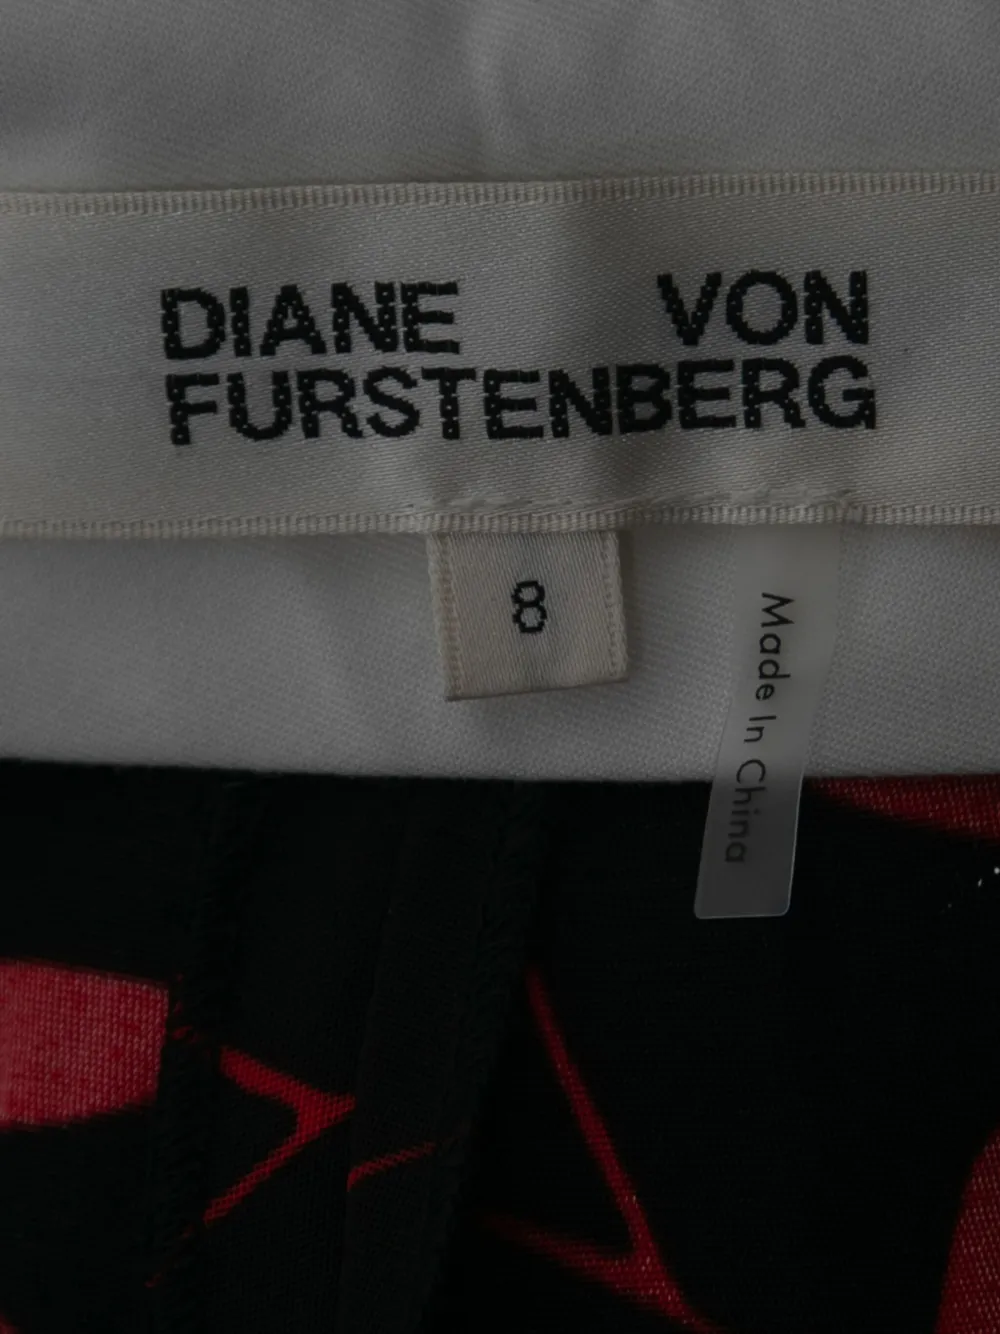 DIANE VON
FURSTENBERG
8
Made In China